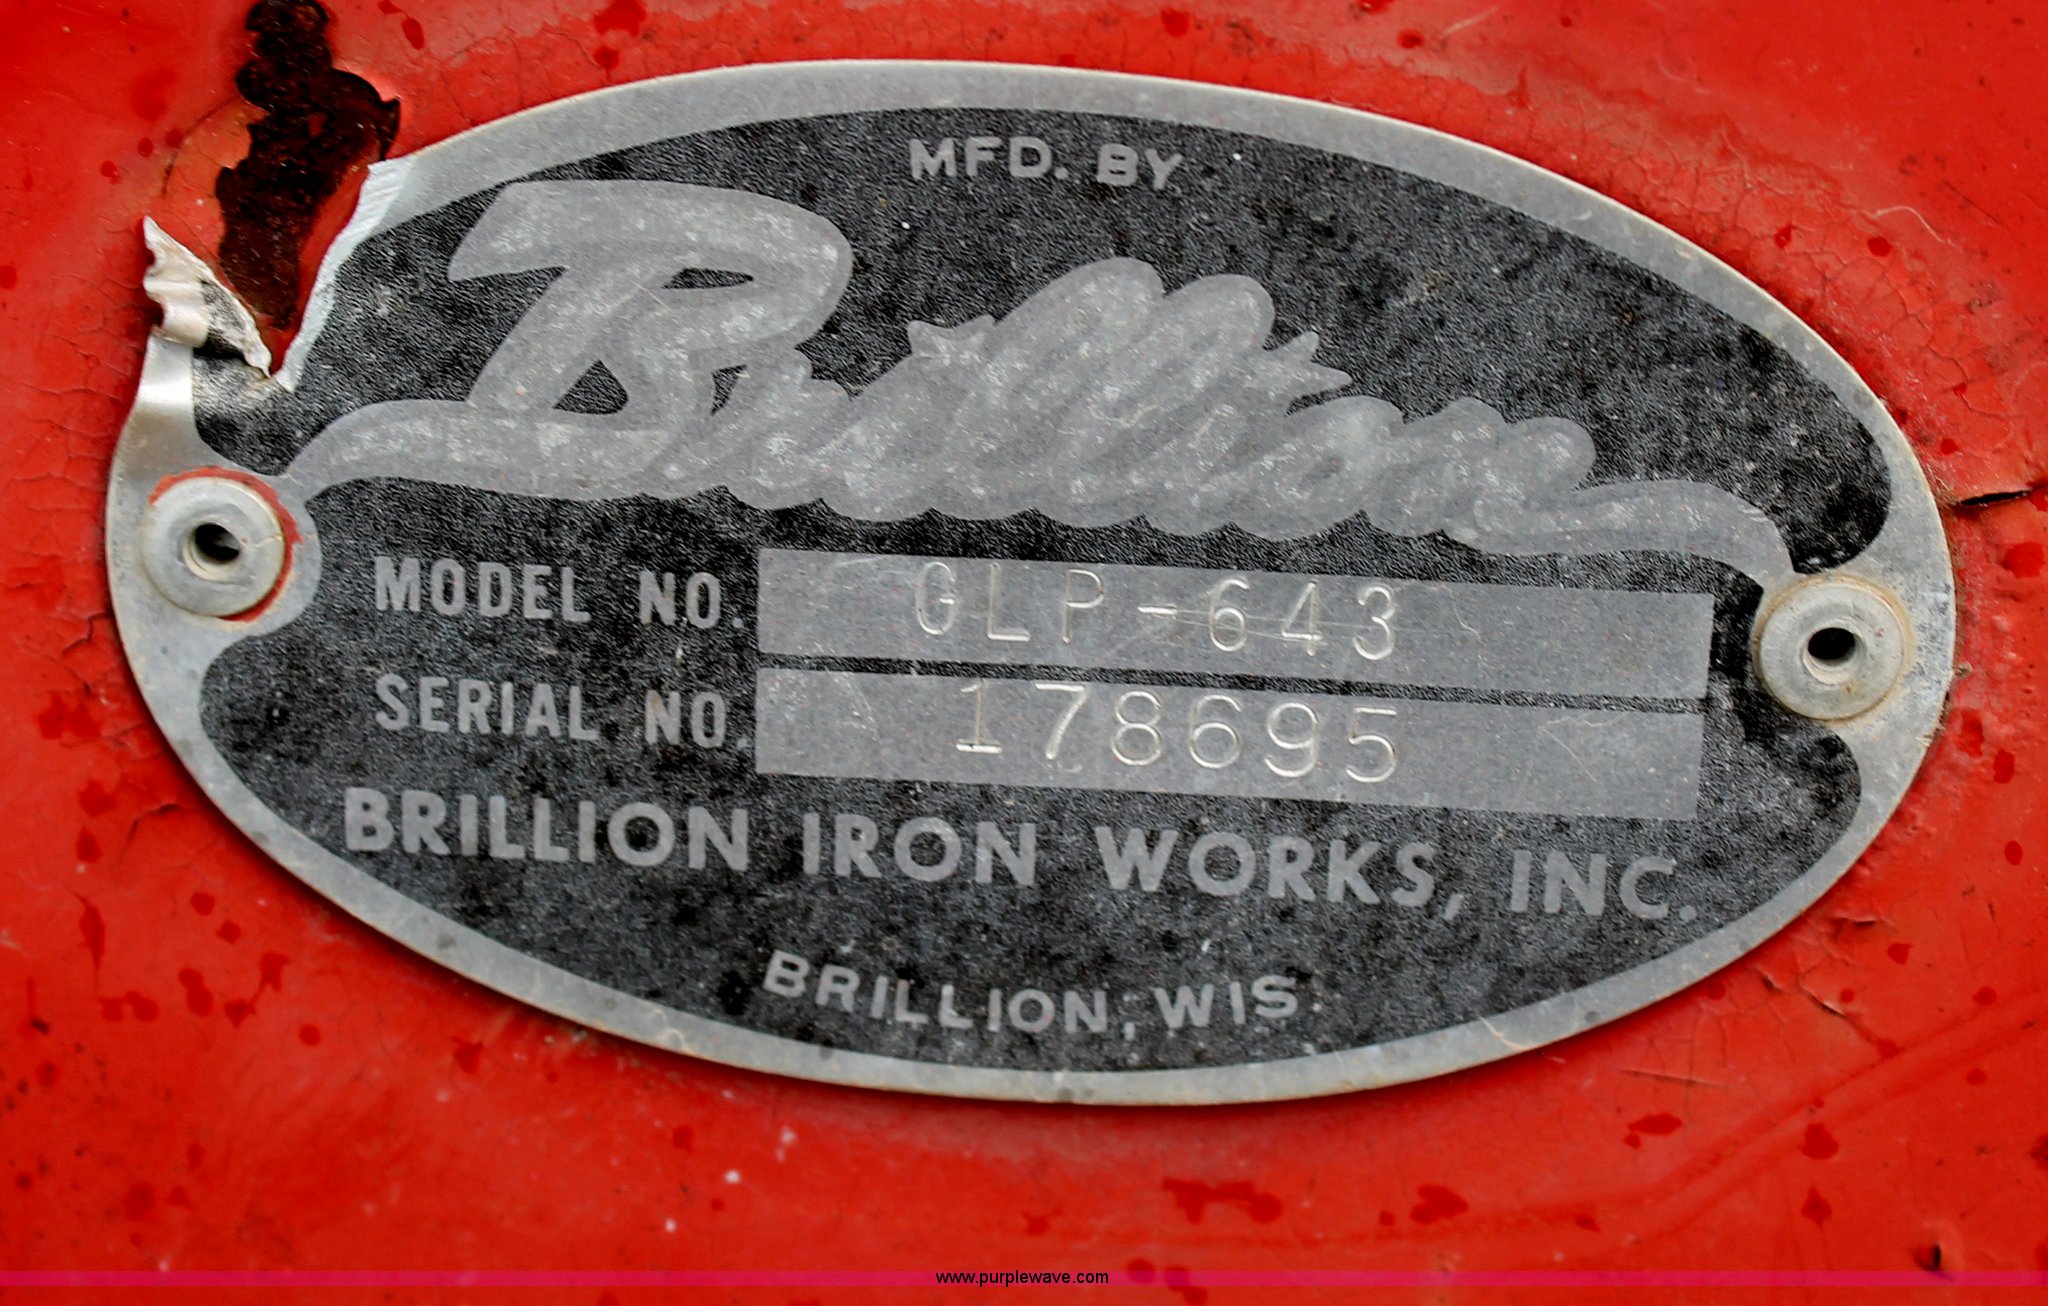 MFD. BY
Brillion
MODEL NO. GLP-643
SERIAL NO. 178695
BRILLION IRON WORKS, INC.
BRILLION, WIS.
www.purplewave.com